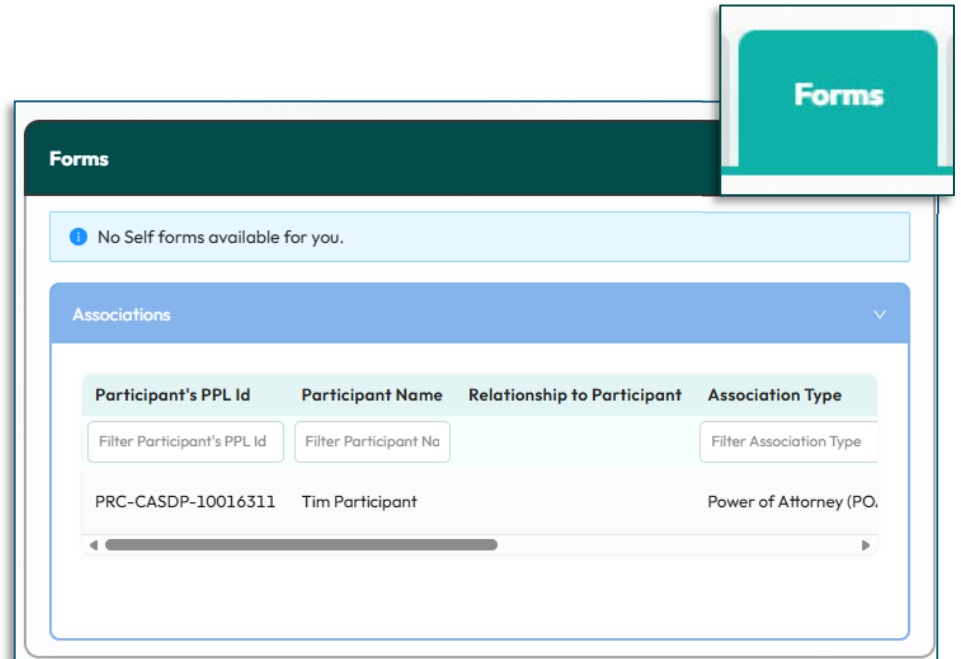 Forms
Forms
No Self forms available for you.
Associations
Participant's PPL Id Participant Name Relationship to Participant Association Type
Filter Participant's PPL Id Filter Participant Na Filter Association Type
PRC-CASDP-10016311 Tim Participant Power of Attorney (PO